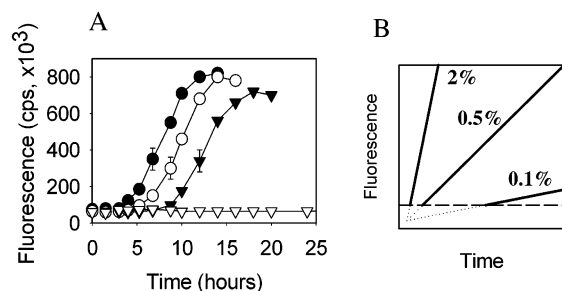 A
Fluorescence (cps, x10³)
800
600
400
200
0
0 5 10 15 20 25
Time (hours)
B
Fluorescence
2%
0.5%
0.1%
Time